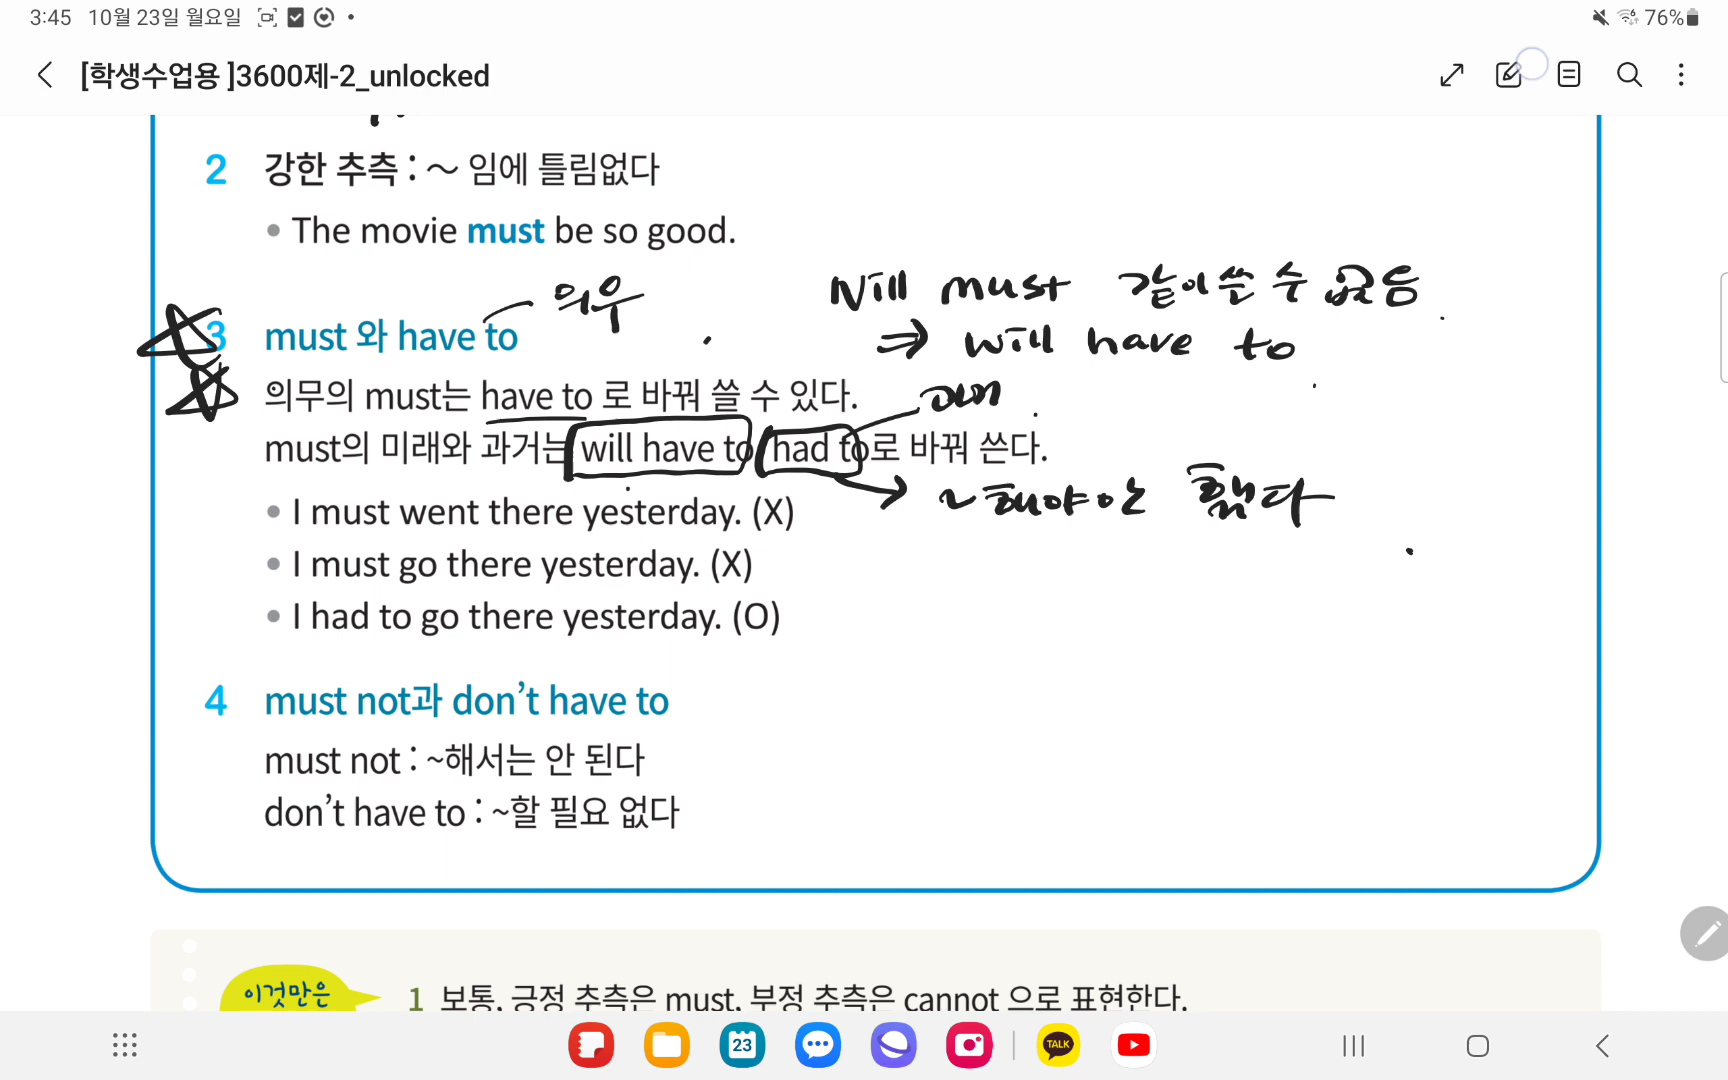 3:45 10월 23일 월요일
76%
[학생수업용 ]3600제-2_unlocked
2 강한 추측 : ~ 임에 틀림없다
• The movie must be so good.
의무
Will must 같이 쓸 수 없음
3 must 와 have to
⇒ will have to
의무의 must는 have to 로 바꿔 쓸 수 있다.
must의 미래와 과거는 will have to, had to로 바꿔 쓴다.
~해야만 했다
• I must went there yesterday. (X)
• I must go there yesterday. (X)
• I had to go there yesterday. (O)
4 must not과 don't have to
must not : ~해서는 안 된다
don't have to : ~할 필요 없다
이것만은
1 보통, 긍정 추측은 must, 부정 추측은 cannot 으로 표현한다.
23
TALK